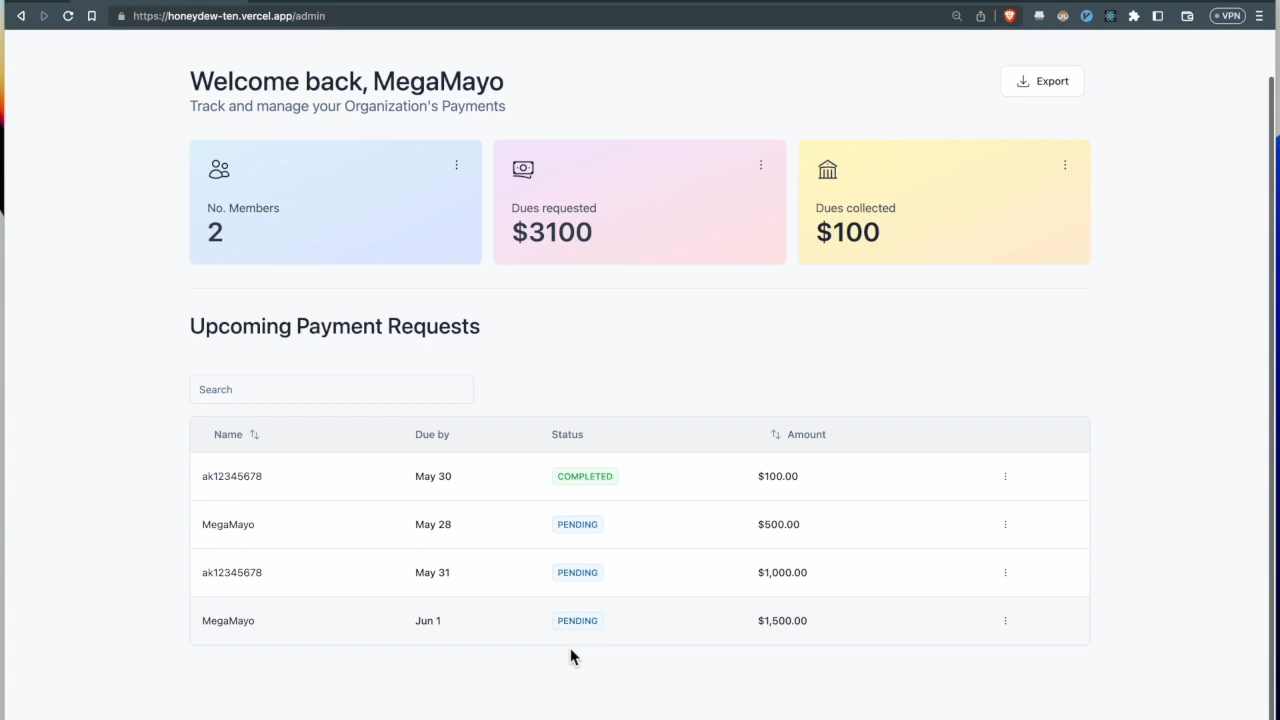 https://honeydew-ten.vercel.app/admin
VPN
Welcome back, MegaMayo
Track and manage your Organization's Payments
Export
No. Members
2
Dues requested
$3100
Dues collected
$100
Upcoming Payment Requests
Search
Name Due by Status Amount
ak12345678 May 30 COMPLETED $100.00
MegaMayo May 28 PENDING $500.00
ak12345678 May 31 PENDING $1,000.00
MegaMayo Jun 1 PENDING $1,500.00